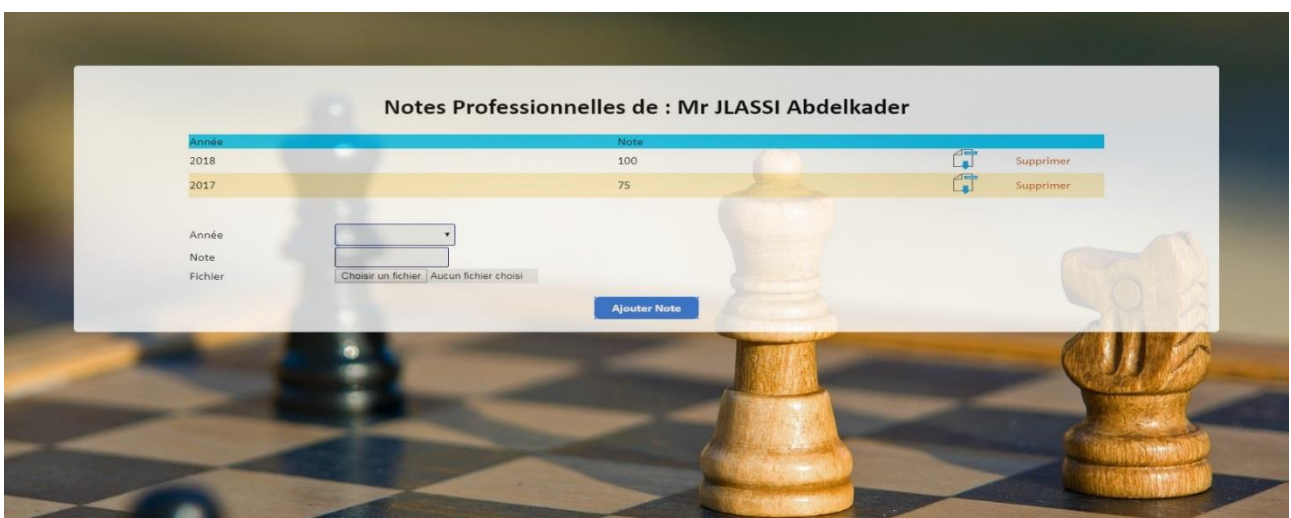 Notes Professionnelles de : Mr JLASSI Abdelkader
Année Note
2018 100 Supprimer
2017 75 Supprimer
Année
Note
Fichier Choisir un fichier Aucun fichier choisi
Ajouter Note